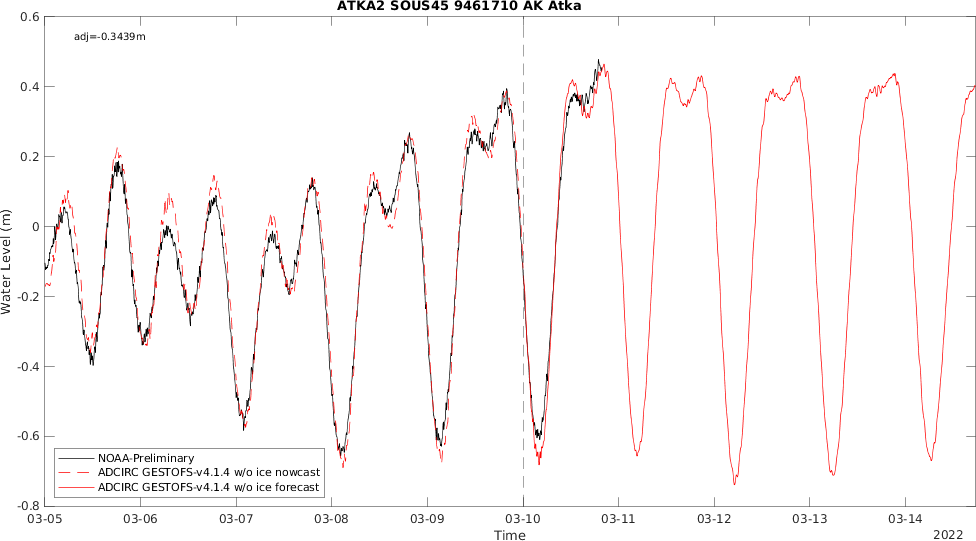 ATKA2 SOUS45 9461710 AK Atka
adj=-0.3439m
0.6
0.4
0.2
0
-0.2
-0.4
-0.6
-0.8
Water Level (m)
NOAA-Preliminary
ADCIRC GESTOFS-v4.1.4 w/o ice nowcast
ADCIRC GESTOFS-v4.1.4 w/o ice forecast
03-05 03-06 03-07 03-08 03-09 03-10 03-11 03-12 03-13 03-14
Time
2022